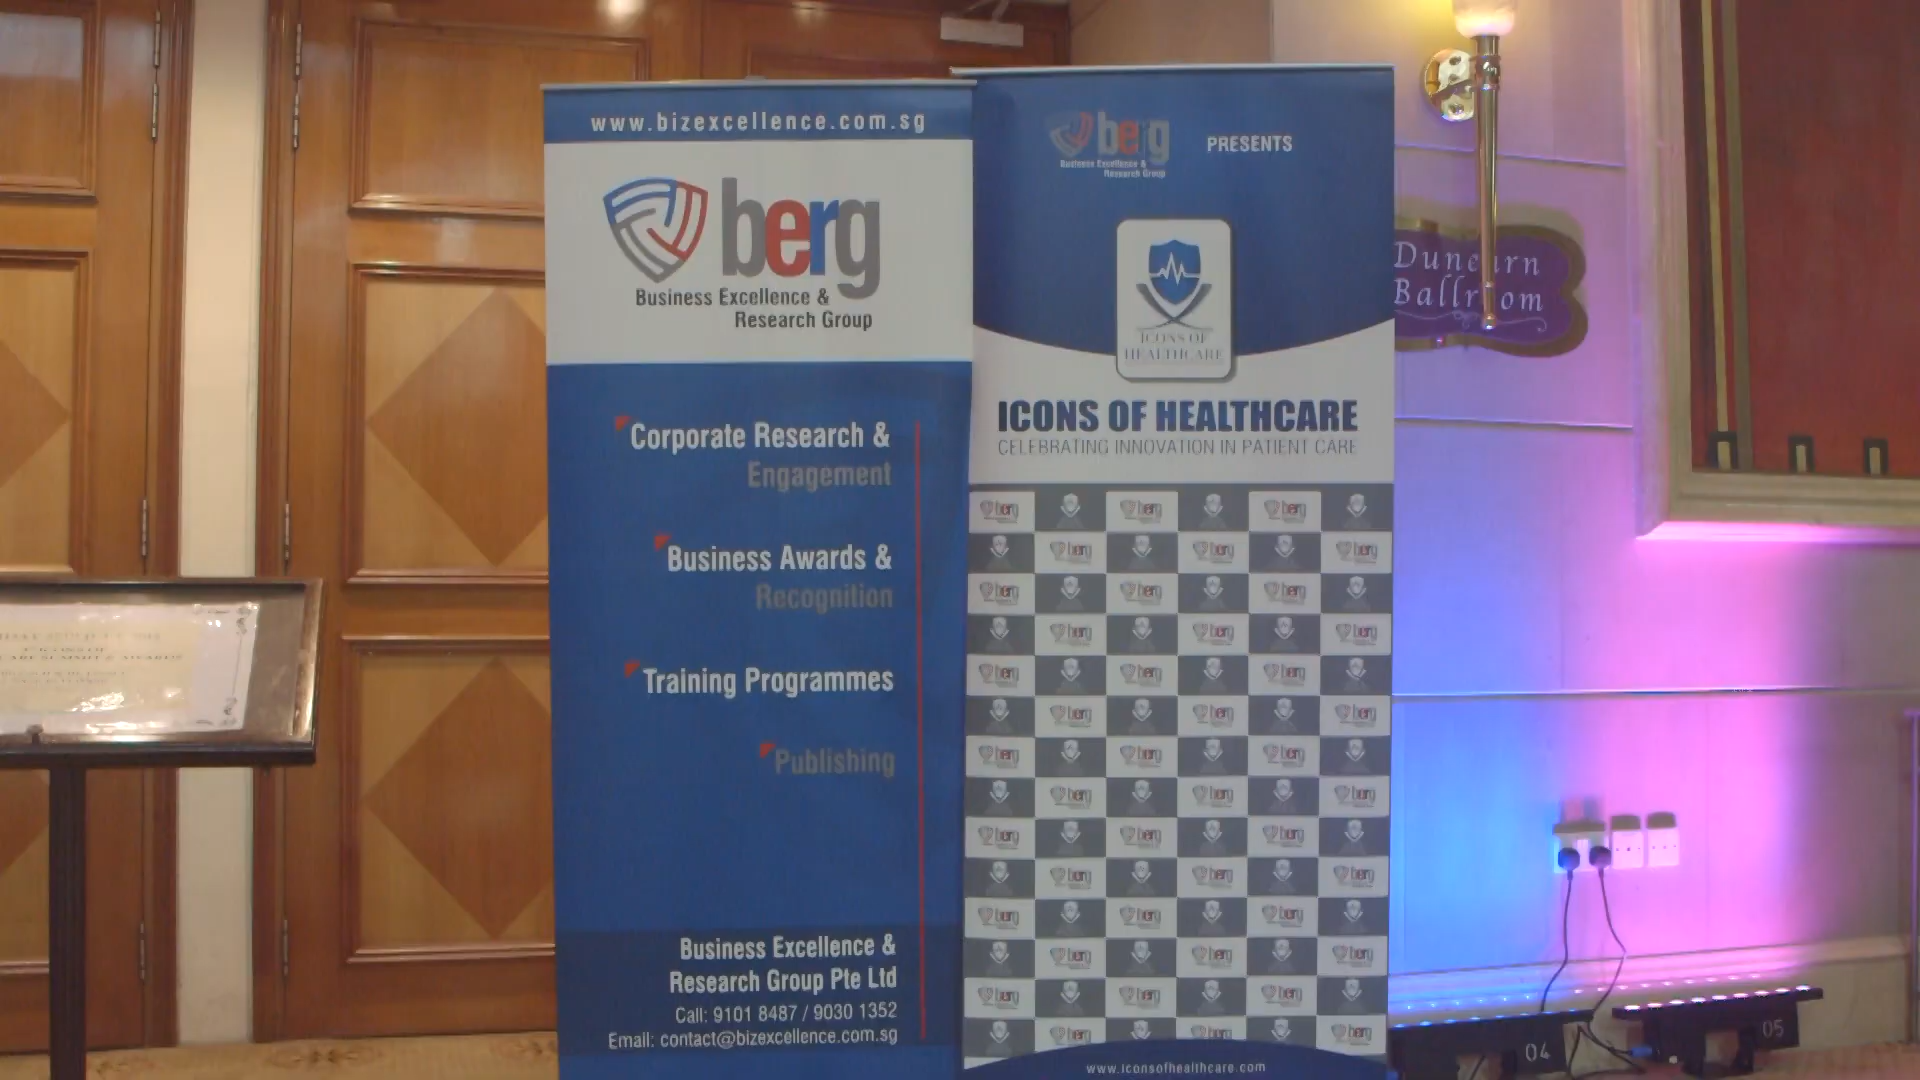 www.bizexcellence.com.sg
berg
Business Excellence &
Research Group
Corporate Research &
Engagement
Business Awards &
Recognition
Training Programmes
Publishing
Business Excellence &
Research Group Pte Ltd
Call: 9101 8487 / 9030 1352
Email: contact@bizexcellence.com.sg
berg
Business Excellence &
Research Group
PRESENTS
ICONS OF
HEALTHCARE
ICONS OF HEALTHCARE
CELEBRATING INNOVATION IN PATIENT CARE
www.iconsofhealthcare.com
Ballroom
04
05